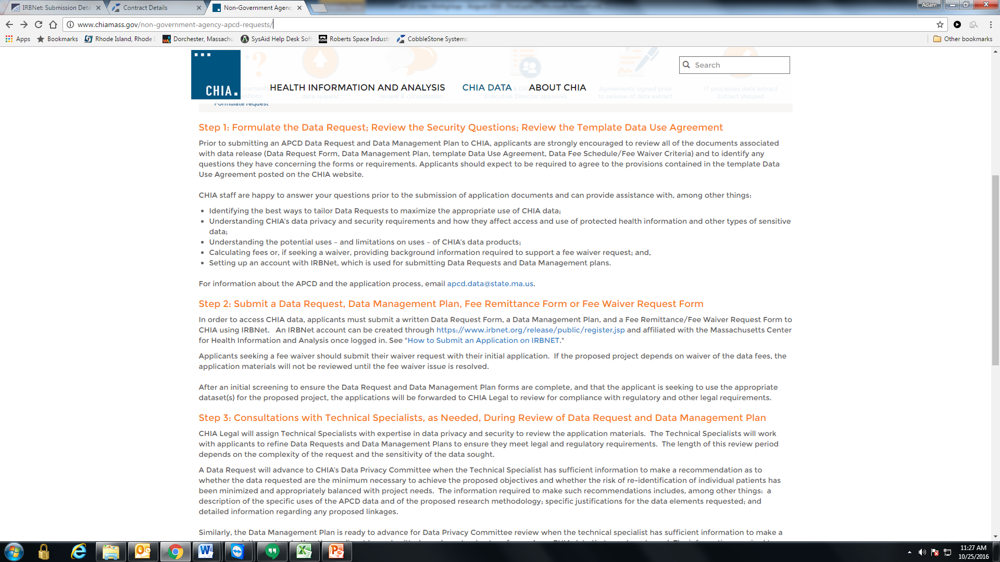 IRBNet: Submission Deta
Contract Details
Non-Government Agenc
Adam
www.chiamass.gov/non-government-agency-apcd-requests/
Apps
Bookmarks
Rhode Island, Rhode I
Dorchester, Massachu
SysAid Help Desk Soft
Roberts Space Industr
CobbleStone Systems
Other bookmarks
CHIA.
Search
HEALTH INFORMATION AND ANALYSIS
CHIA DATA
ABOUT CHIA
data request
review & consultation
Executive Director approves
Agreements signed prior
to release of data extract
IT processes data extract
Extract shipped
Formulate request
Step 1: Formulate the Data Request; Review the Security Questions; Review the Template Data Use Agreement
Prior to submitting an APCD Data Request and Data Management Plan to CHIA, applicants are strongly encouraged to review all of the documents associated
with data release (Data Request Form, Data Management Plan, template Data Use Agreement, Data Fee Schedule/Fee Waiver Criteria) and to identify any
questions they have concerning the forms or requirements. Applicants should expect to be required to agree to the provisions contained in the template Data
Use Agreement posted on the CHIA website.
CHIA staff are happy to answer your questions prior to the submission of application documents and can provide assistance with, among other things:
• Identifying the best ways to tailor Data Requests to maximize the appropriate use of CHIA data;
• Understanding CHIA's data privacy and security requirements and how they affect access and use of protected health information and other types of sensitive
data;
• Understanding the potential uses – and limitations on uses – of CHIA's data products;
• Calculating fees or, if seeking a waiver, providing background information required to support a fee waiver request; and,
• Setting up an account with IRBNet, which is used for submitting Data Requests and Data Management plans.
For information about the APCD and the application process, email apcd.data@state.ma.us.
Step 2: Submit a Data Request, Data Management Plan, Fee Remittance Form or Fee Waiver Request Form
In order to access CHIA data, applicants must submit a written Data Request Form, a Data Management Plan, and a Fee Remittance/Fee Waiver Request Form to
CHIA using IRBNet. An IRBNet account can be created through https://www.irbnet.org/release/public/register.jsp and affiliated with the Massachusetts Center
for Health Information and Analysis once logged in. See "How to Submit an Application on IRBNET."
Applicants seeking a fee waiver should submit their waiver request with their initial application. If the proposed project depends on waiver of the data fees, the
application materials will not be reviewed until the fee waiver issue is resolved.
After an initial screening to ensure the Data Request and Data Management Plan forms are complete, and that the applicant is seeking to use the appropriate
dataset(s) for the proposed project, the applications will be forwarded to CHIA Legal to review for compliance with regulatory and other legal requirements.
Step 3: Consultations with Technical Specialists, as Needed, During Review of Data Request and Data Management Plan
CHIA Legal will assign Technical Specialists with expertise in data privacy and security to review the application materials. The Technical Specialists will work
with applicants to refine Data Requests and Data Management Plans to ensure they meet legal and regulatory requirements. The length of this review period
depends on the complexity of the request and the sensitivity of the data sought.
A Data Request will advance to CHIA's Data Privacy Committee when the Technical Specialist has sufficient information to make a recommendation as to
whether the data requested are the minimum necessary to achieve the proposed objectives and whether the risk of re-identification of individual patients has
been minimized and appropriately balanced with project needs. The information required to make such recommendations includes, among other things: a
description of the specific uses of the APCD data and of the proposed research methodology; specific justifications for the data elements requested; and
detailed information regarding any proposed linkages.
Similarly, the Data Management Plan is ready to advance for Data Privacy Committee review when the technical specialist has sufficient information to make a
11:27 AM
10/25/2016